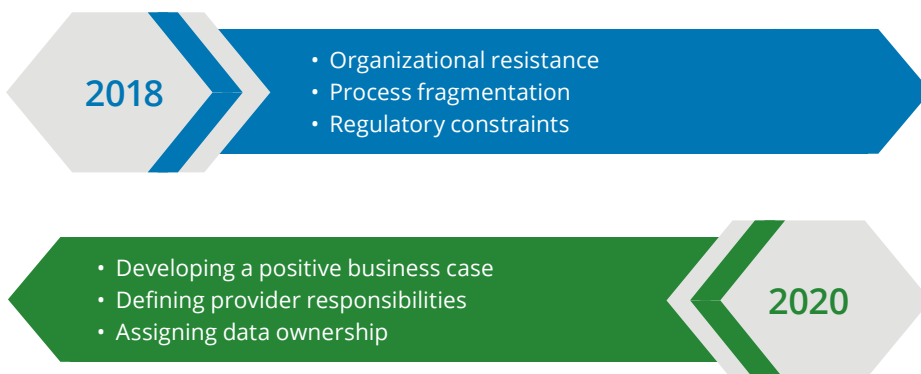 2018
• Organizational resistance
• Process fragmentation
• Regulatory constraints
• Developing a positive business case
• Defining provider responsibilities
• Assigning data ownership
2020